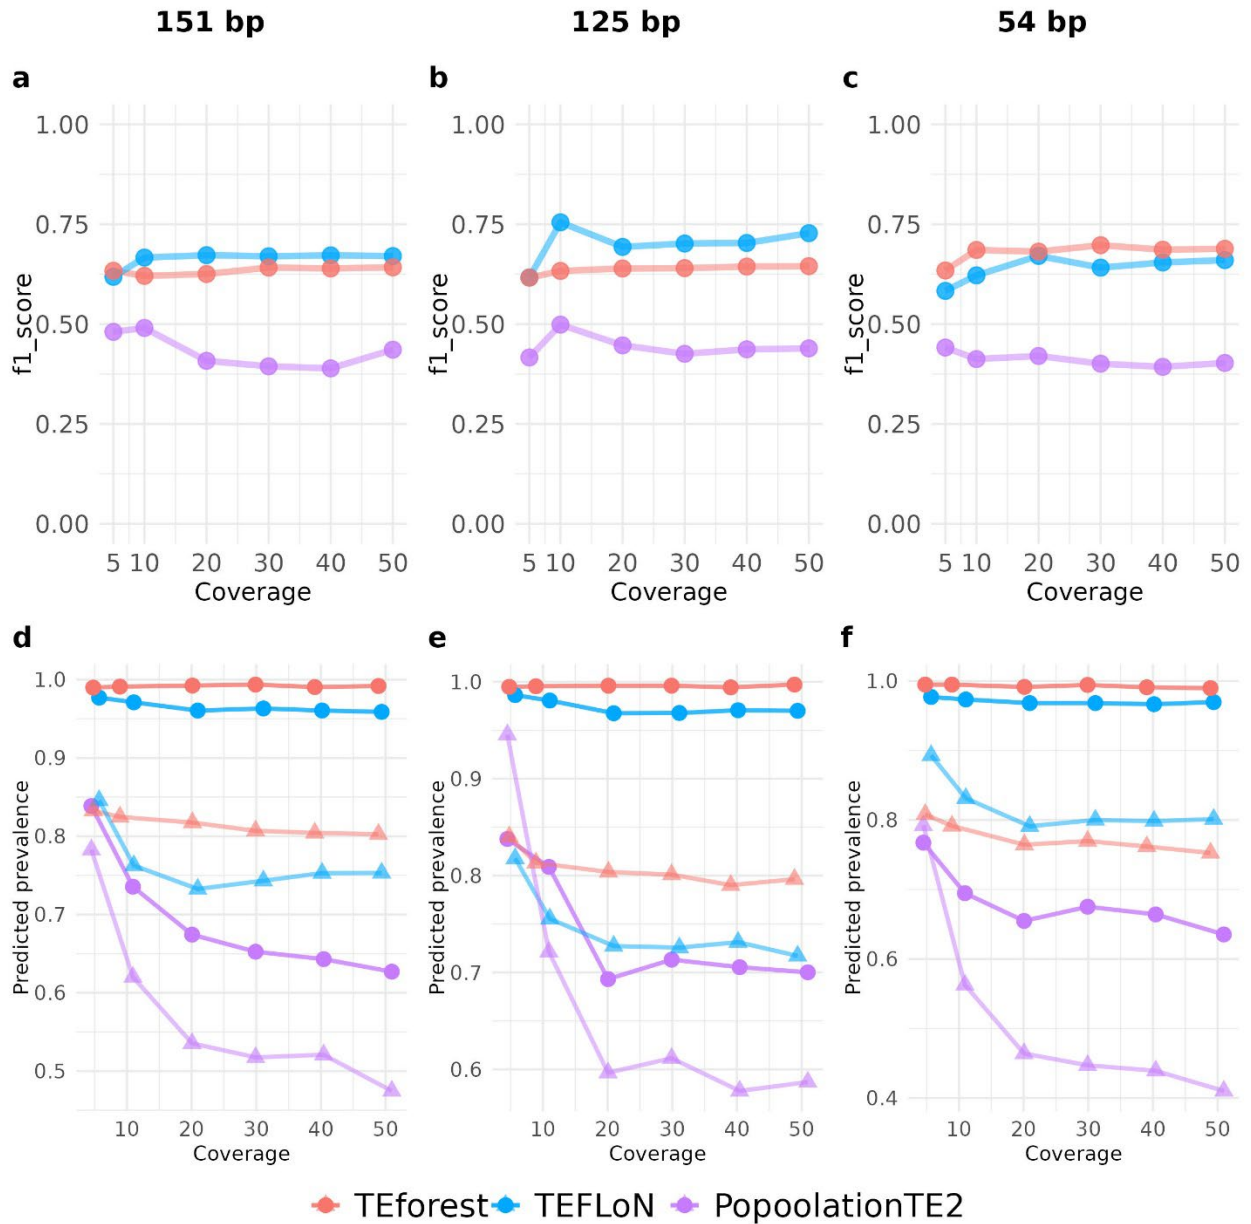 151 bp
125 bp
54 bp
a
b
c
1.00
0.75
0.50
0.25
0.00
f1_score
5 10 20 30 40 50
Coverage
1.00
0.75
0.50
0.25
0.00
f1_score
5 10 20 30 40 50
Coverage
1.00
0.75
0.50
0.25
0.00
f1_score
5 10 20 30 40 50
Coverage
d
e
f
1.0
0.9
0.8
0.7
0.6
0.5
Predicted prevalence
10 20 30 40 50
Coverage
1.0
0.9
0.8
0.7
0.6
Predicted prevalence
10 20 30 40 50
Coverage
1.0
0.8
0.6
0.4
Predicted prevalence
10 20 30 40 50
Coverage
TEforest TEFLoN PopoolationTE2